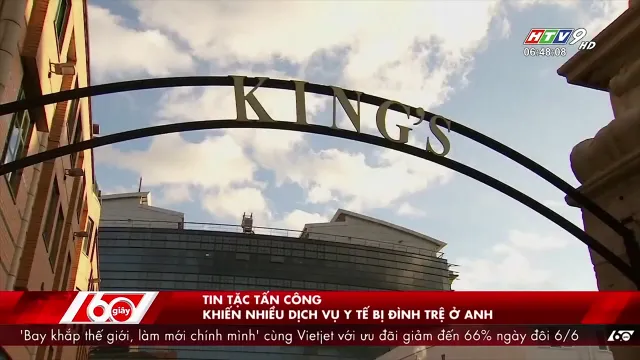 HTV9 HD
06:48:08
KING'S
60 giây
TIN TẶC TẤN CÔNG
KHIẾN NHIỀU DỊCH VỤ Y TẾ BỊ ĐÌNH TRỆ Ở ANH
'Bay khắp thế giới, làm mới chính mình' cùng Vietjet với ưu đãi giảm đến 66% ngày đôi 6/6
60